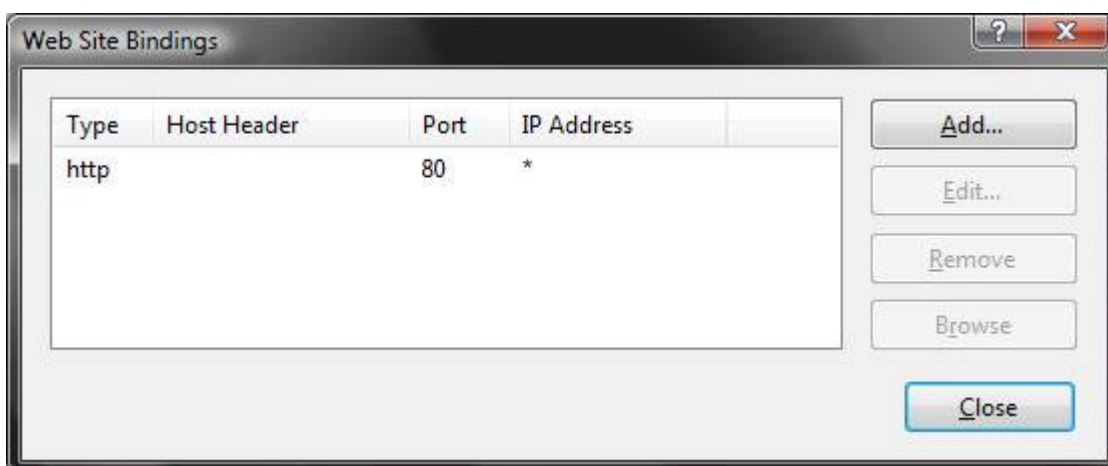 Web Site Bindings
? X
Type Host Header Port IP Address
http 80 *
Add...
Edit...
Remove
Browse
Close